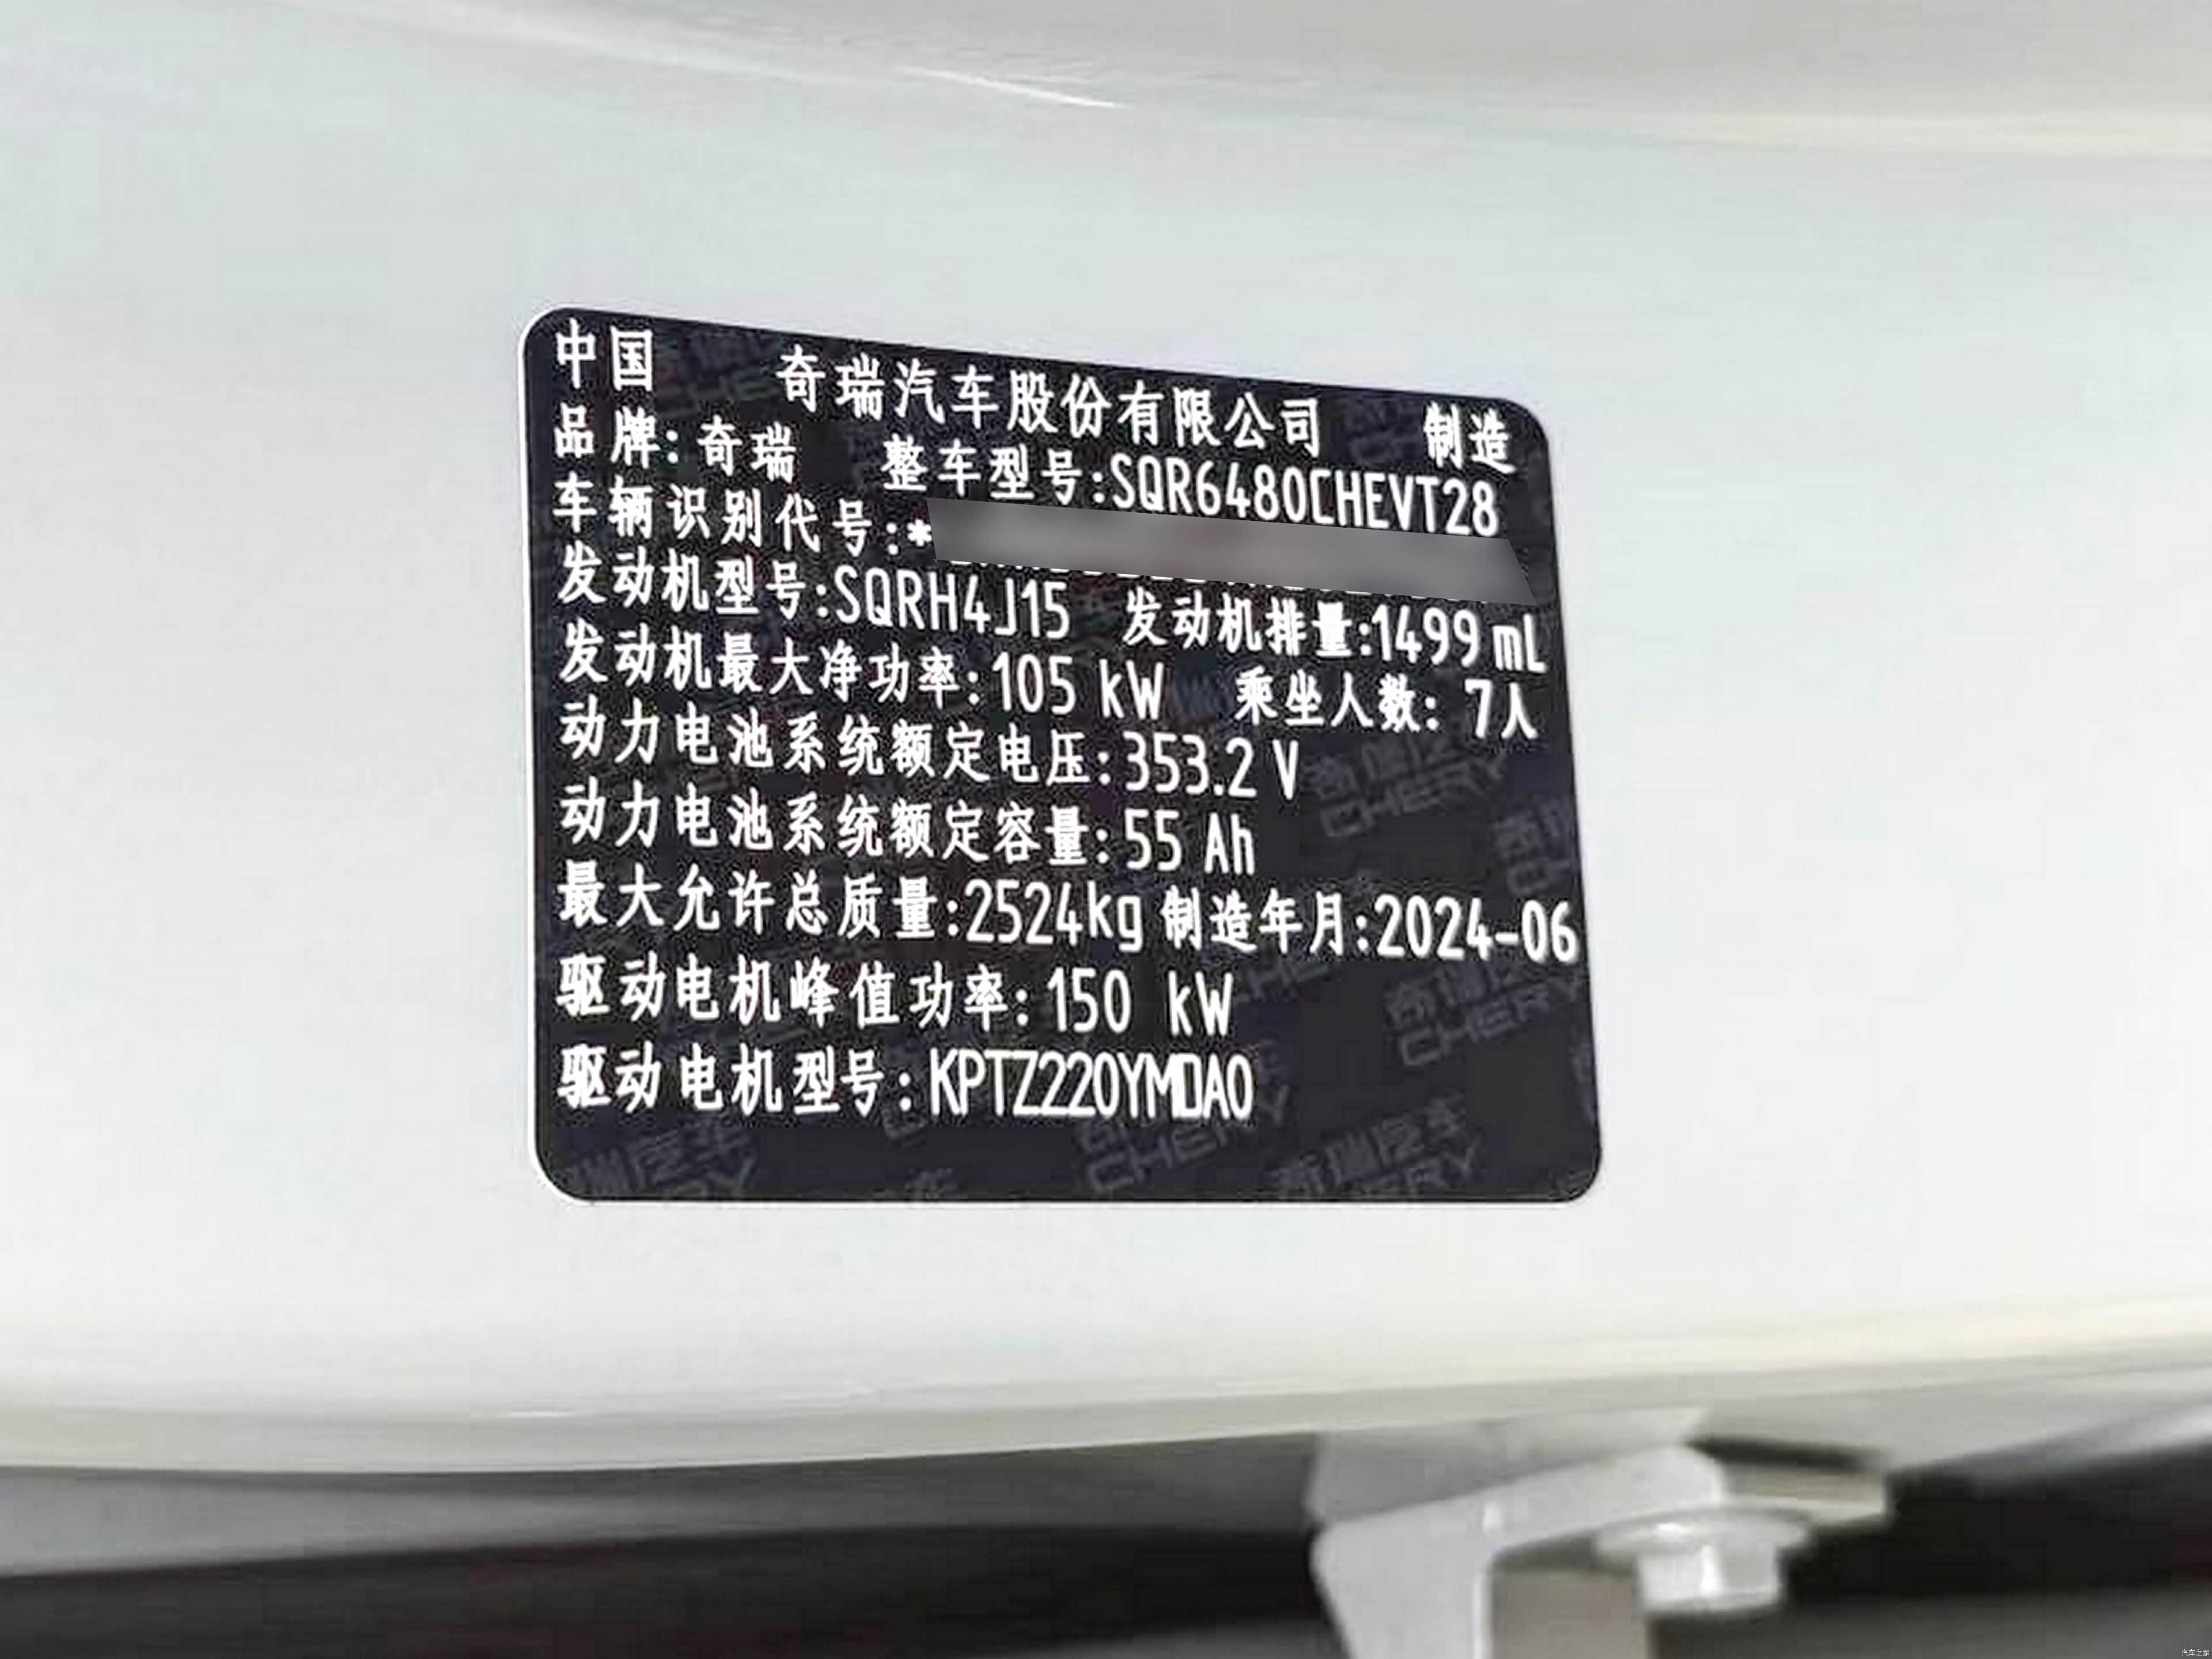 中国 奇瑞汽车股份有限公司 制造
品牌:奇瑞 整车型号:SQR6480CHEVT28
车辆识别代号:*
发动机型号:SQRH4J15 发动机排量:1499 mL
发动机最大净功率:105 kW 乘坐人数: 7人
动力电池系统额定电压:353.2 V
动力电池系统额定容量:55 Ah
最大允许总质量:2524kg 制造年月:2024-06
驱动电机峰值功率:150 kW
驱动电机型号:KPTZ220YMDA0
汽车之家